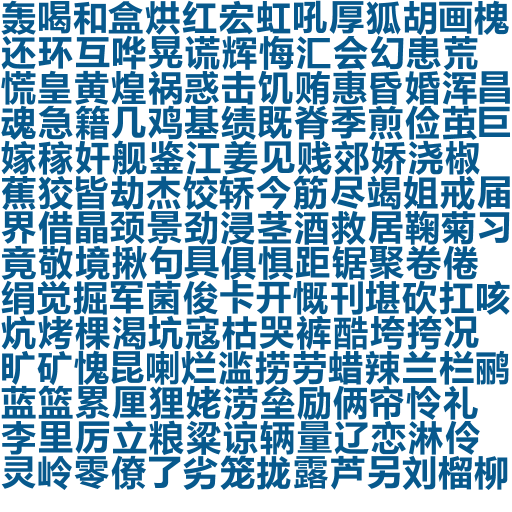 轰喝和盒烘红宏虹吼厚狐胡画槐
还环互哗晃谎辉悔汇会幻患荒
慌皇黄煌祸惑击饥贿惠昏婚浑昌
魂急籍几鸡基绩既脊季煎俭茧巨
嫁稼奸舰鉴江姜见贱郊娇浇椒
蕉狡皆劫杰饺轿今筋尽竭姐戒届
界借晶颈景劲浸茎酒救居鞠菊习
竟敬境揪句具俱惧距锯聚卷倦
绢觉掘军菌俊卡开慨刊堪砍扛咳
炕烤棵渴坑寇枯哭裤酷垮挎况
旷矿愧昆喇烂滥捞劳蜡辣兰栏鹂
蓝篮累厘狸姥涝垒励俩帘怜礼
李里厉立粮粱谅辆量辽恋淋伶
灵岭零僚了劣笼拢露芦另刘榴柳